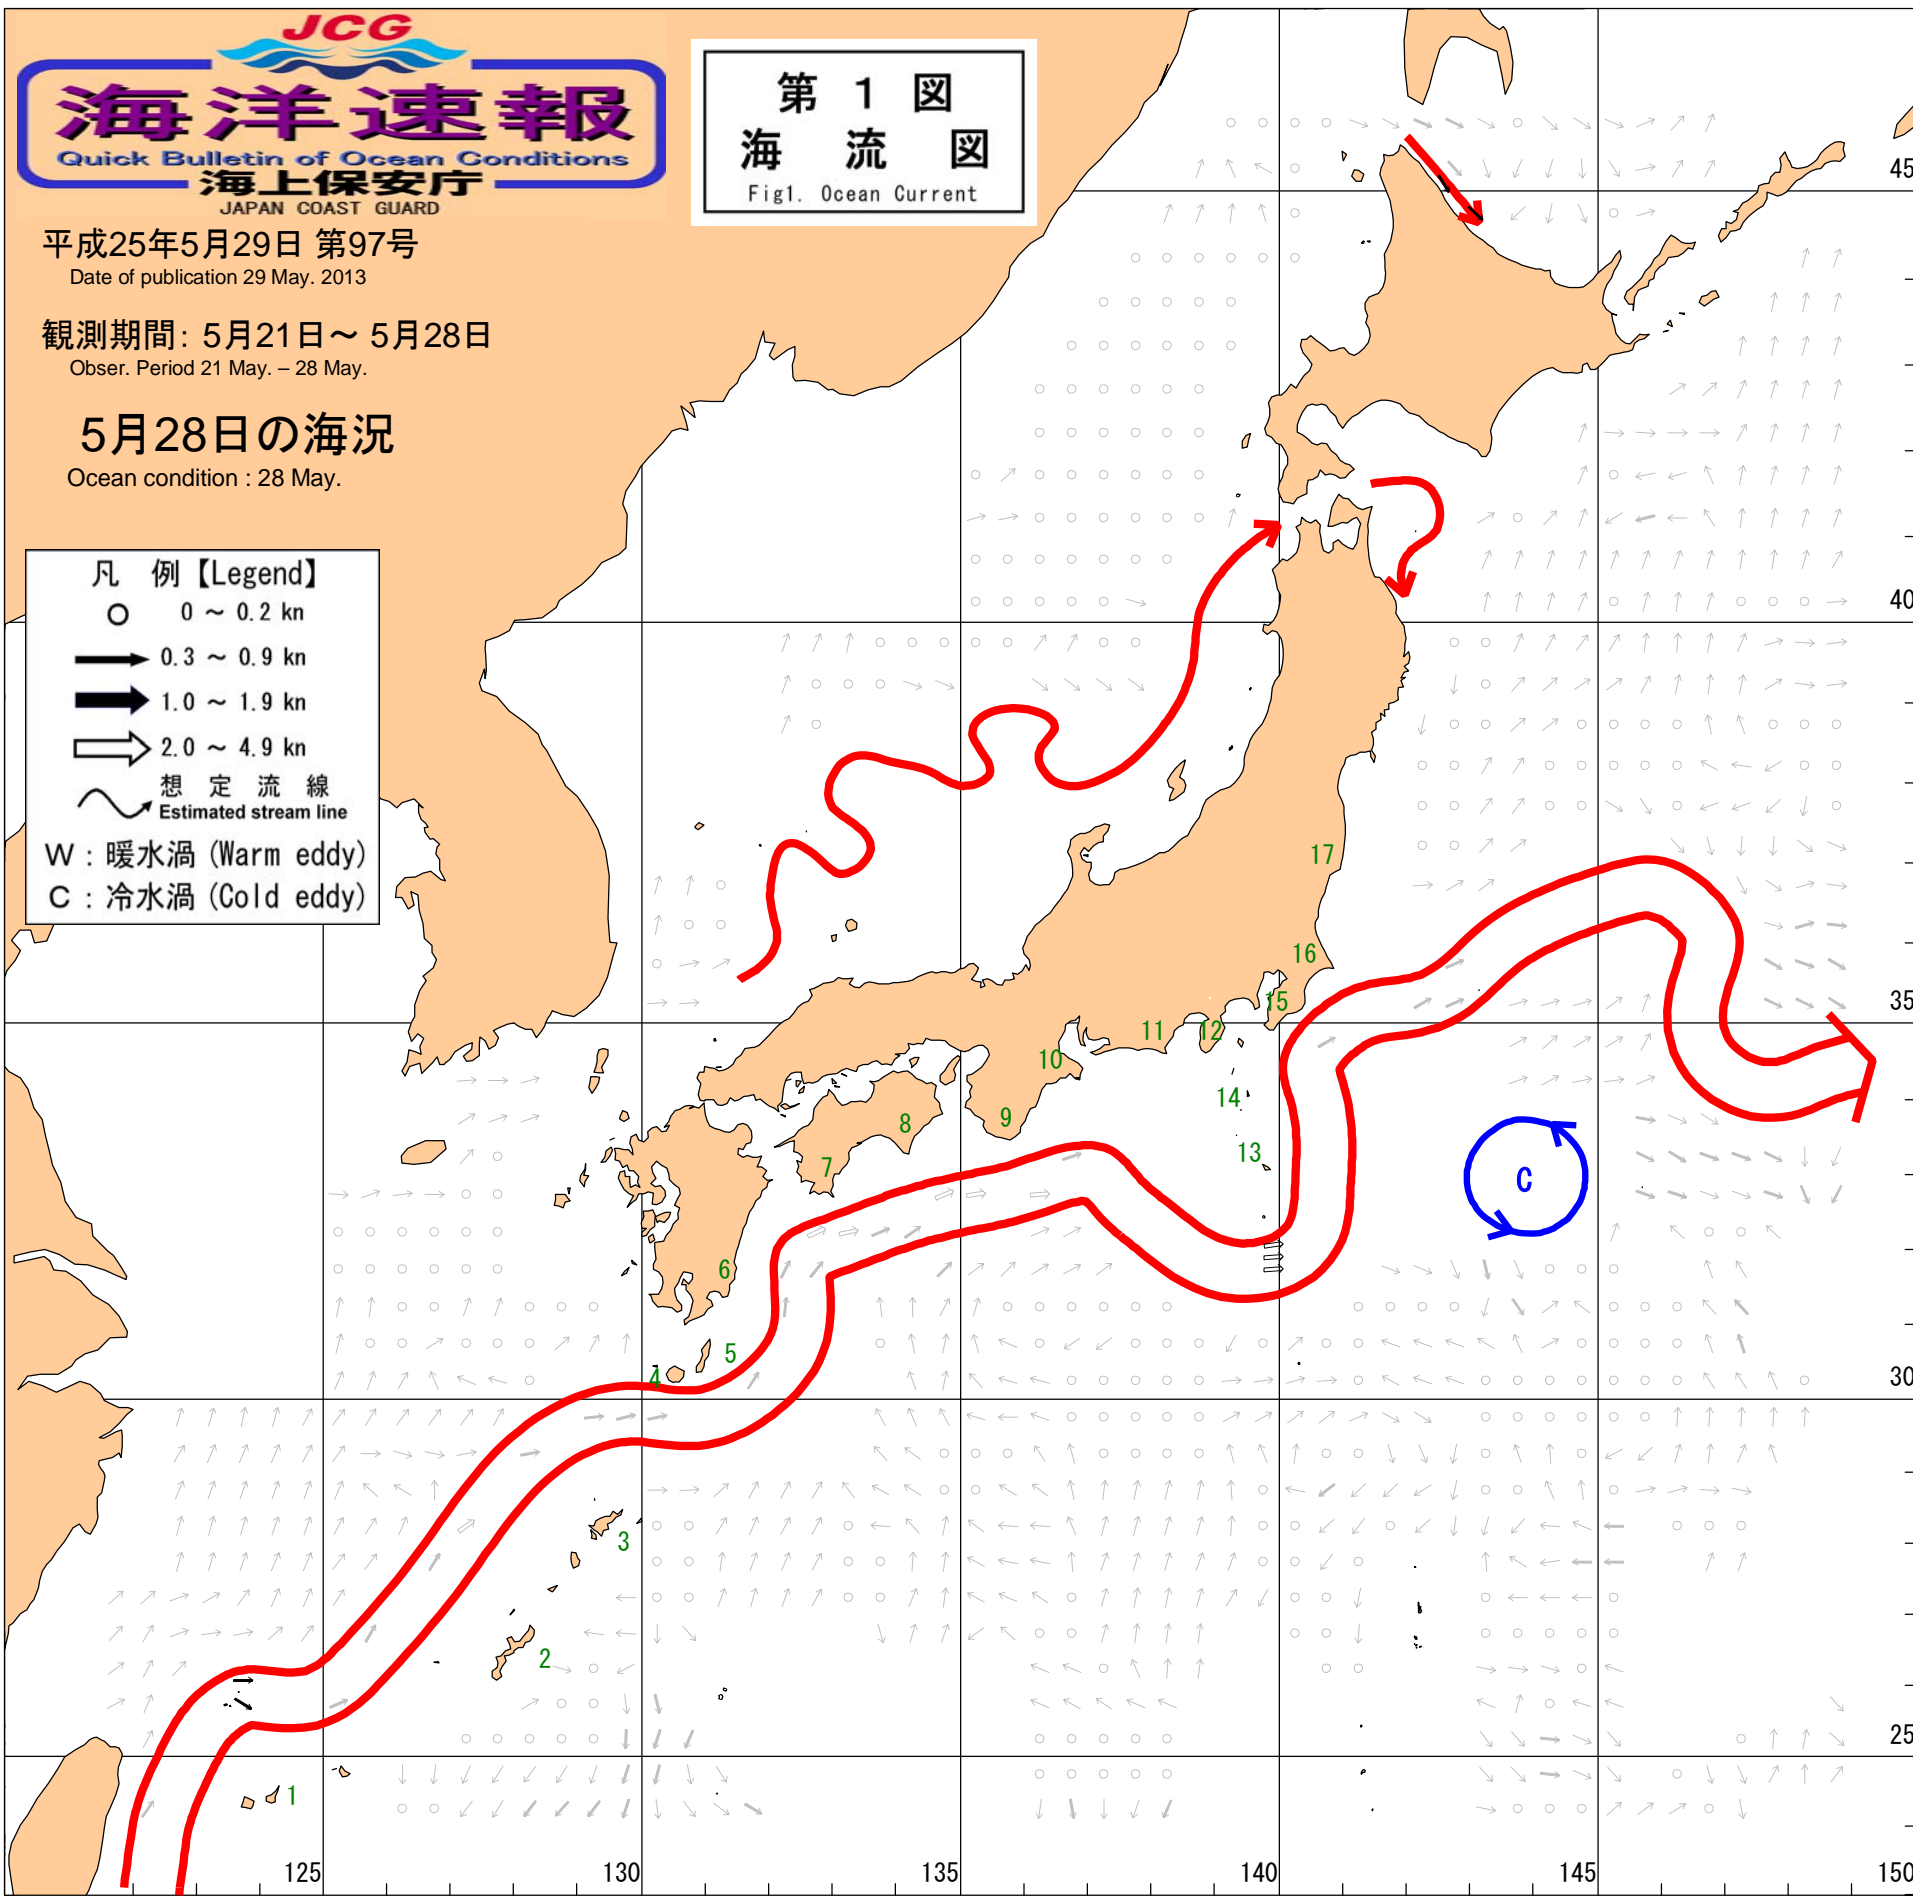 JCG
海洋速報
Quick Bulletin of Ocean Conditions
海上保安庁
JAPAN COAST GUARD
平成25年5月29日 第97号
Date of publication 29 May. 2013
観測期間: 5月21日～ 5月28日
Obser. Period 21 May. – 28 May.
5月28日の海況
Ocean condition : 28 May.
第 1 図
海 流 図
Fig1. Ocean Current
凡 例【Legend】
0 ～ 0.2 kn
0.3 ～ 0.9 kn
1.0 ～ 1.9 kn
2.0 ～ 4.9 kn
想 定 流 線
Estimated stream line
W : 暖水渦 (Warm eddy)
C : 冷水渦 (Cold eddy)
45
40
17
16
35
15
12
11
10
14
9
8
13
7
C
6
5
4
30
3
2
25
1
125
130
135
140
145
150